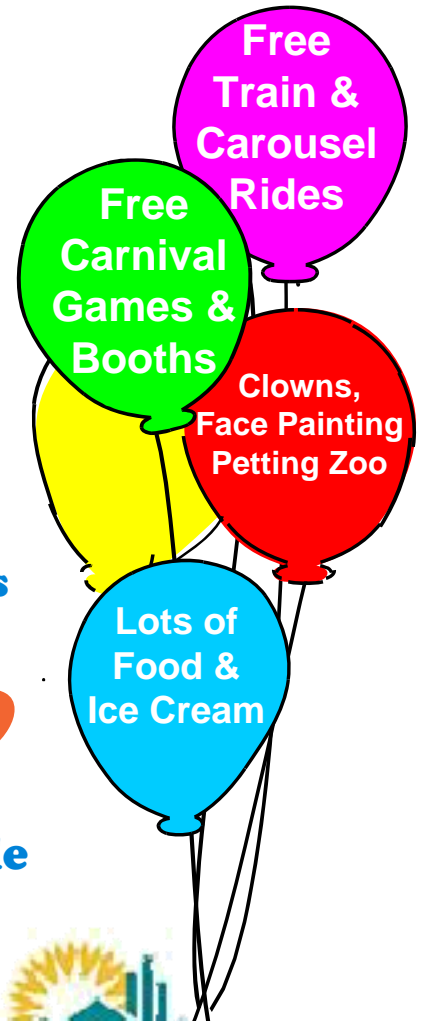 Free
Train &
Carousel
Rides
Free
Carnival
Games &
Booths
Clowns,
Face Painting
Petting Zoo
Lots of
Food &
Ice Cream